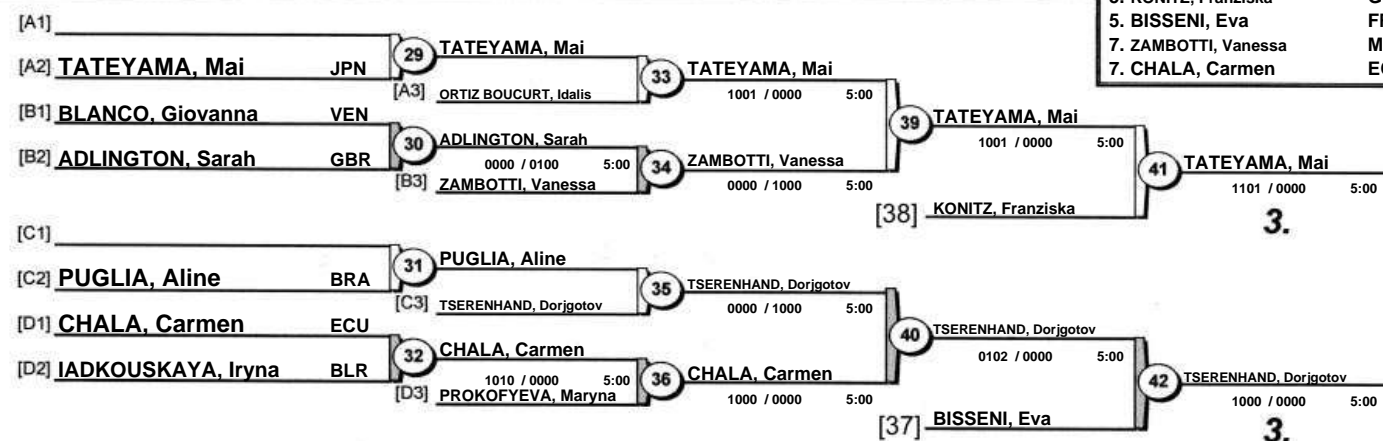 5. BISSENI, Eva
7. ZAMBOTTI, Vanessa
7. CHALA, Carmen
[A1]
[A2] TATEYAMA, Mai JPN
29 TATEYAMA, Mai
[A3] ORTIZ BOUCURT, Idalis
33 TATEYAMA, Mai
1001 / 0000 5:00
[B1] BLANCO, Giovanna VEN
[B2] ADLINGTON, Sarah GBR
30 ADLINGTON, Sarah
0000 / 0100 5:00
[B3] ZAMBOTTI, Vanessa
34 ZAMBOTTI, Vanessa
0000 / 1000 5:00
39 TATEYAMA, Mai
1001 / 0000 5:00
[38] KONITZ, Franziska
41 TATEYAMA, Mai
1101 / 0000 5:00
3.
[C1]
[C2] PUGLIA, Aline BRA
31 PUGLIA, Aline
[C3] TSERENHAND, Dorjgotov
35 TSERENHAND, Dorjgotov
0000 / 1000 5:00
[D1] CHALA, Carmen ECU
[D2] IADKOUSKAYA, Iryna BLR
32 CHALA, Carmen
1010 / 0000 5:00
[D3] PROKOFYEVA, Maryna
36 CHALA, Carmen
1000 / 0000 5:00
40 TSERENHAND, Dorjgotov
0102 / 0000 5:00
[37] BISSENI, Eva
42 TSERENHAND, Dorjgotov
1000 / 0000 5:00
3.